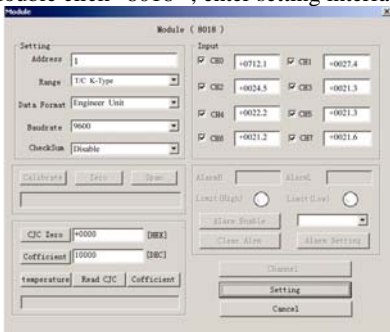 Double click "8018", enter setting interfa
Module
Module ( 8018 )
Setting
Address 1
Range T/C K-Type
Data Format Engineer Unit
Baudrate 9600
CheckSum Disable
Input
CH0 +0712.1 CH1 +0027.4
CH2 +0024.5 CH3 +0021.3
CH4 +0022.2 CH5 +0021.3
CH6 +0021.2 CH7 +0021.6
Calibrate Zero Span
AlarmH AlarmL
Limit(High) Limit(Low)
Alarm Enable
Clear Alrm Alarm Setting
CJC Zero +0000 [HEX]
Cofficient 10000 [DEC]
temperature Read CJC Cofficient
Channel
Setting
Cancel